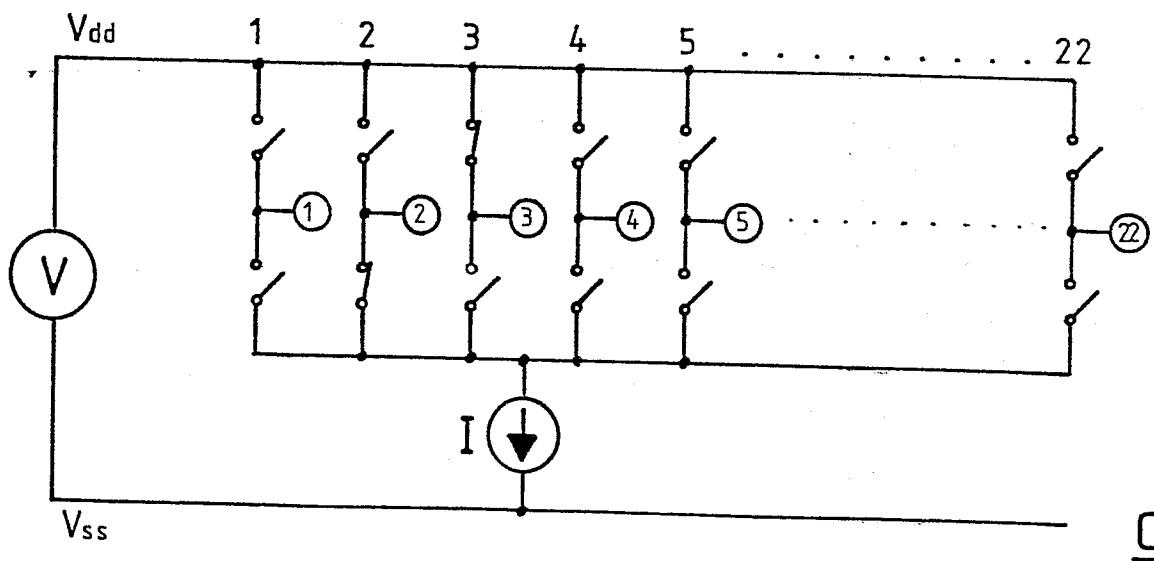 Vdd 1 2 3 4 5 . . . . . . . . . 22
1 2 3 4 5 . . . . . . . . . . 22
V
I
Vss